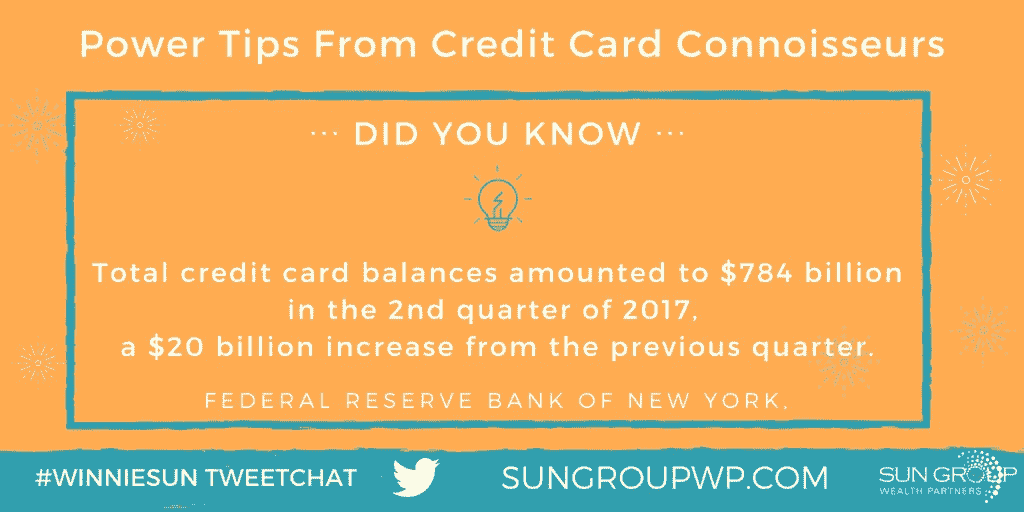 Power Tips From Credit Card Connoisseurs
··· DID YOU KNOW ···
Total credit card balances amounted to $784 billion
in the 2nd quarter of 2017,
a $20 billion increase from the previous quarter.
FEDERAL RESERVE BANK OF NEW YORK,
#WINNIESUN TWEETCHAT
SUNGROUPWP.COM
SUN GROUP
WEALTH PARTNERS